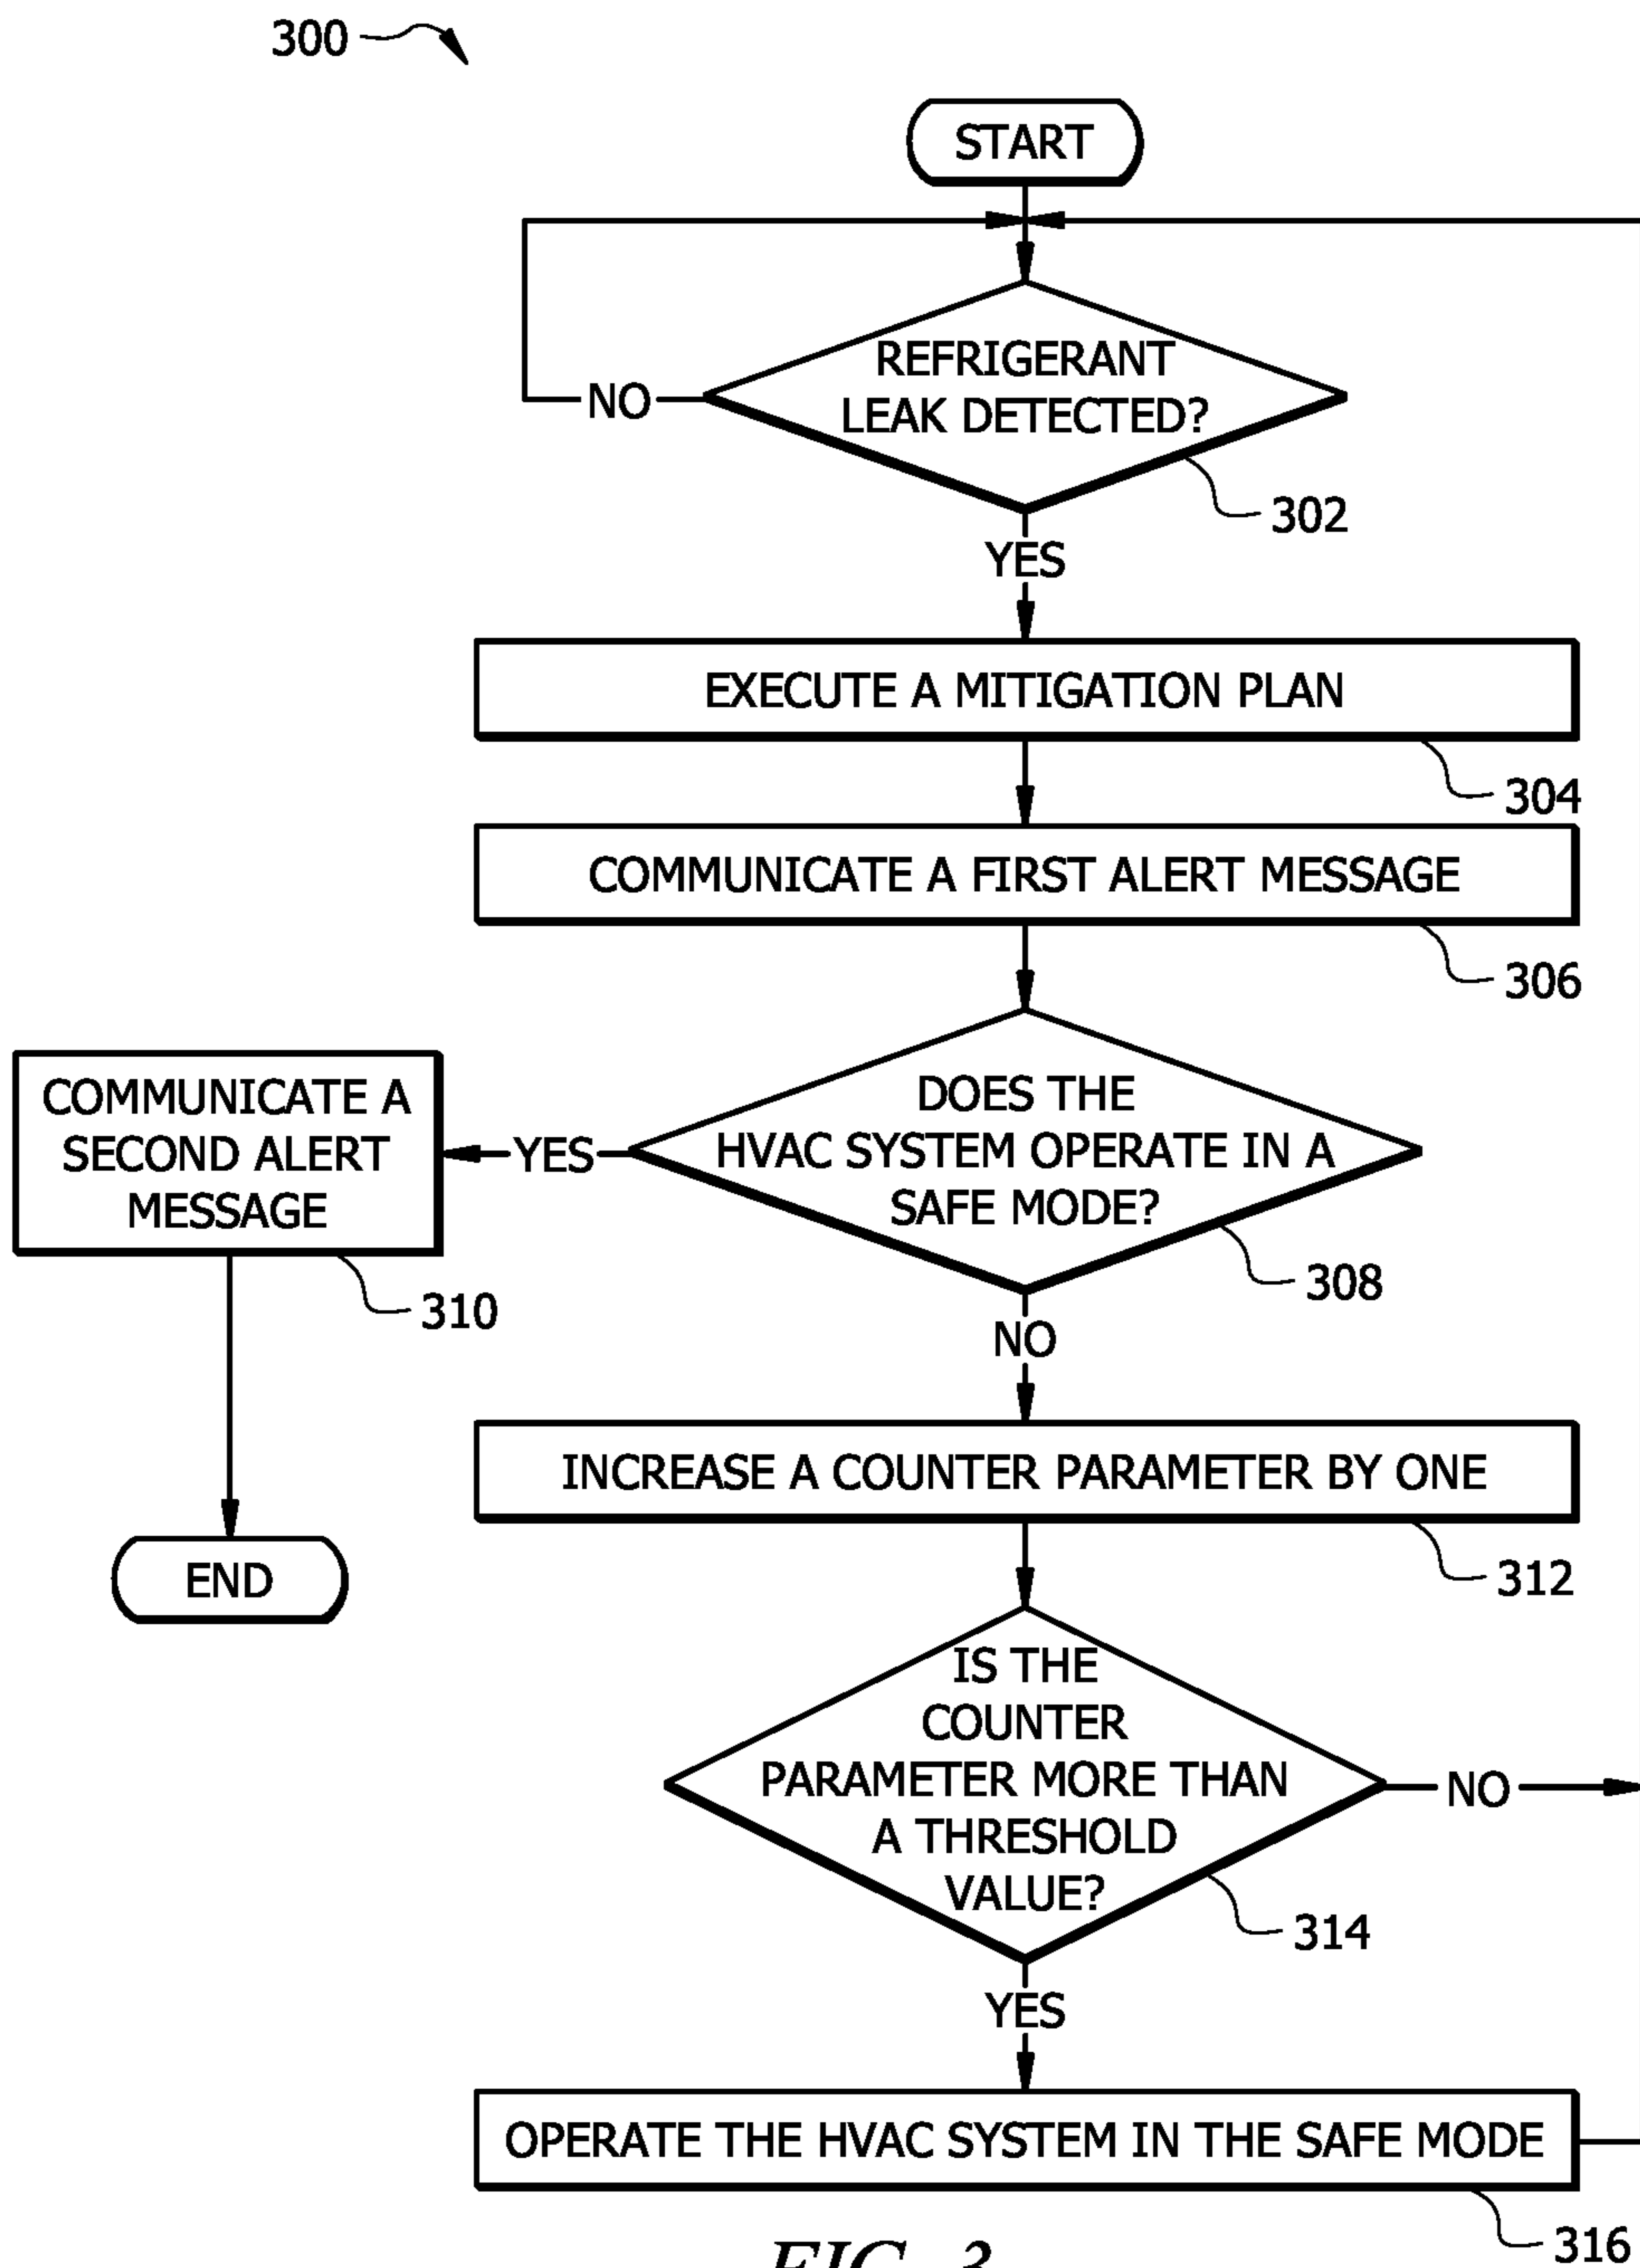 300
START
REFRIGERANT
LEAK DETECTED?
NO
302
YES
EXECUTE A MITIGATION PLAN
304
COMMUNICATE A FIRST ALERT MESSAGE
306
DOES THE
HVAC SYSTEM OPERATE IN A
SAFE MODE?
308
YES
COMMUNICATE A
SECOND ALERT
MESSAGE
310
END
NO
INCREASE A COUNTER PARAMETER BY ONE
312
IS THE
COUNTER
PARAMETER MORE THAN
A THRESHOLD
VALUE?
NO
314
YES
OPERATE THE HVAC SYSTEM IN THE SAFE MODE
316
FIG. 3